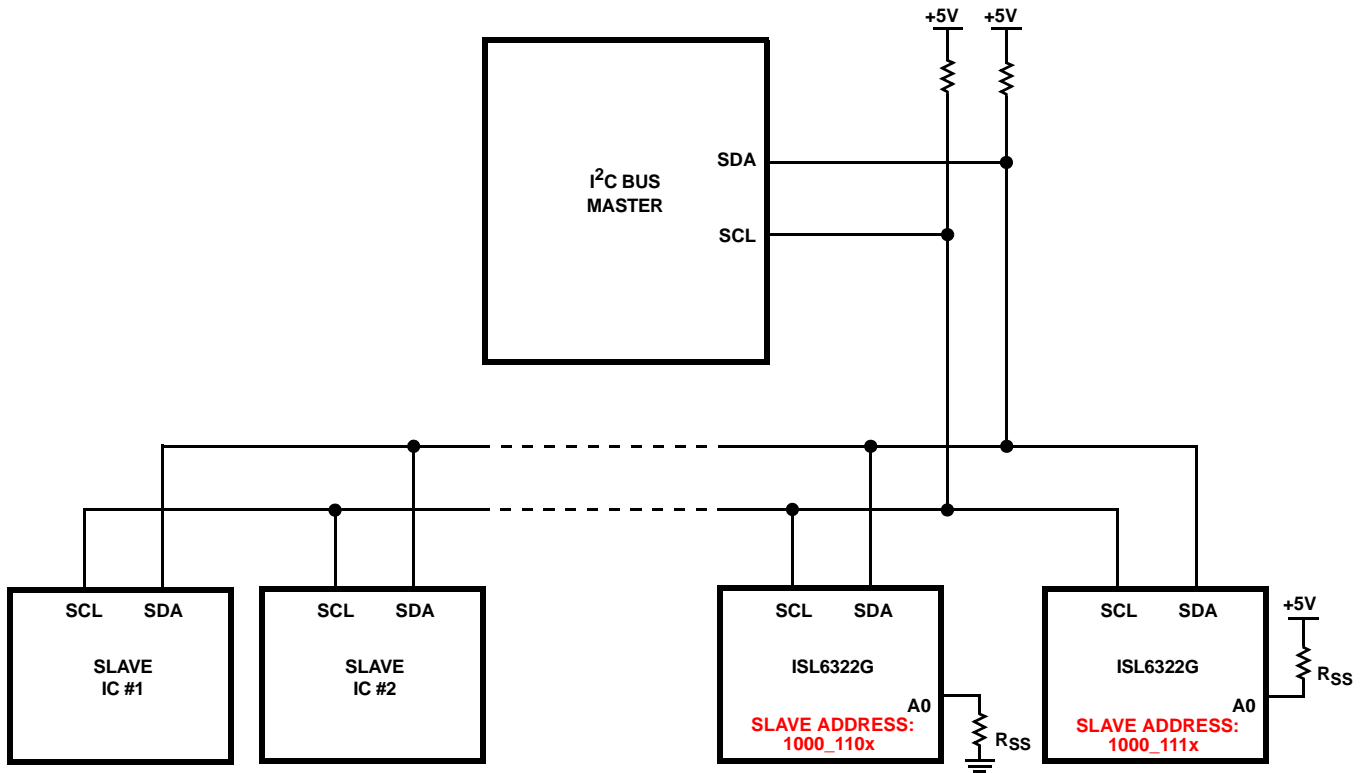 +5V +5V
I²C BUS
MASTER
SDA
SCL
SCL SDA
SLAVE
IC #1
SCL SDA
SLAVE
IC #2
SCL SDA
ISL6322G
A0
SLAVE ADDRESS:
1000_110x
RSS
SCL SDA
ISL6322G
A0
SLAVE ADDRESS:
1000_111x
+5V
RSS